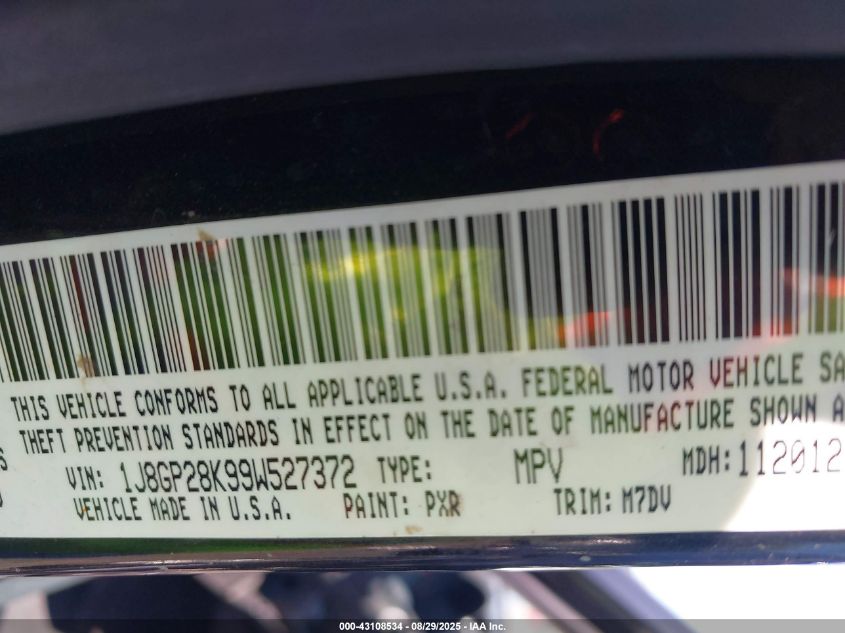 THIS VEHICLE CONFORMS TO ALL APPLICABLE U.S.A. FEDERAL MOTOR VEHICLE SA
THEFT PREVENTION STANDARDS IN EFFECT ON THE DATE OF MANUFACTURE SHOWN A
VIN: 1J8GP28K99W527372 TYPE: MPV MDH: 112012
VEHICLE MADE IN U.S.A. PAINT: PXR TRIM: M7DV
000-43108534 - 08/29/2025 - IAA Inc.